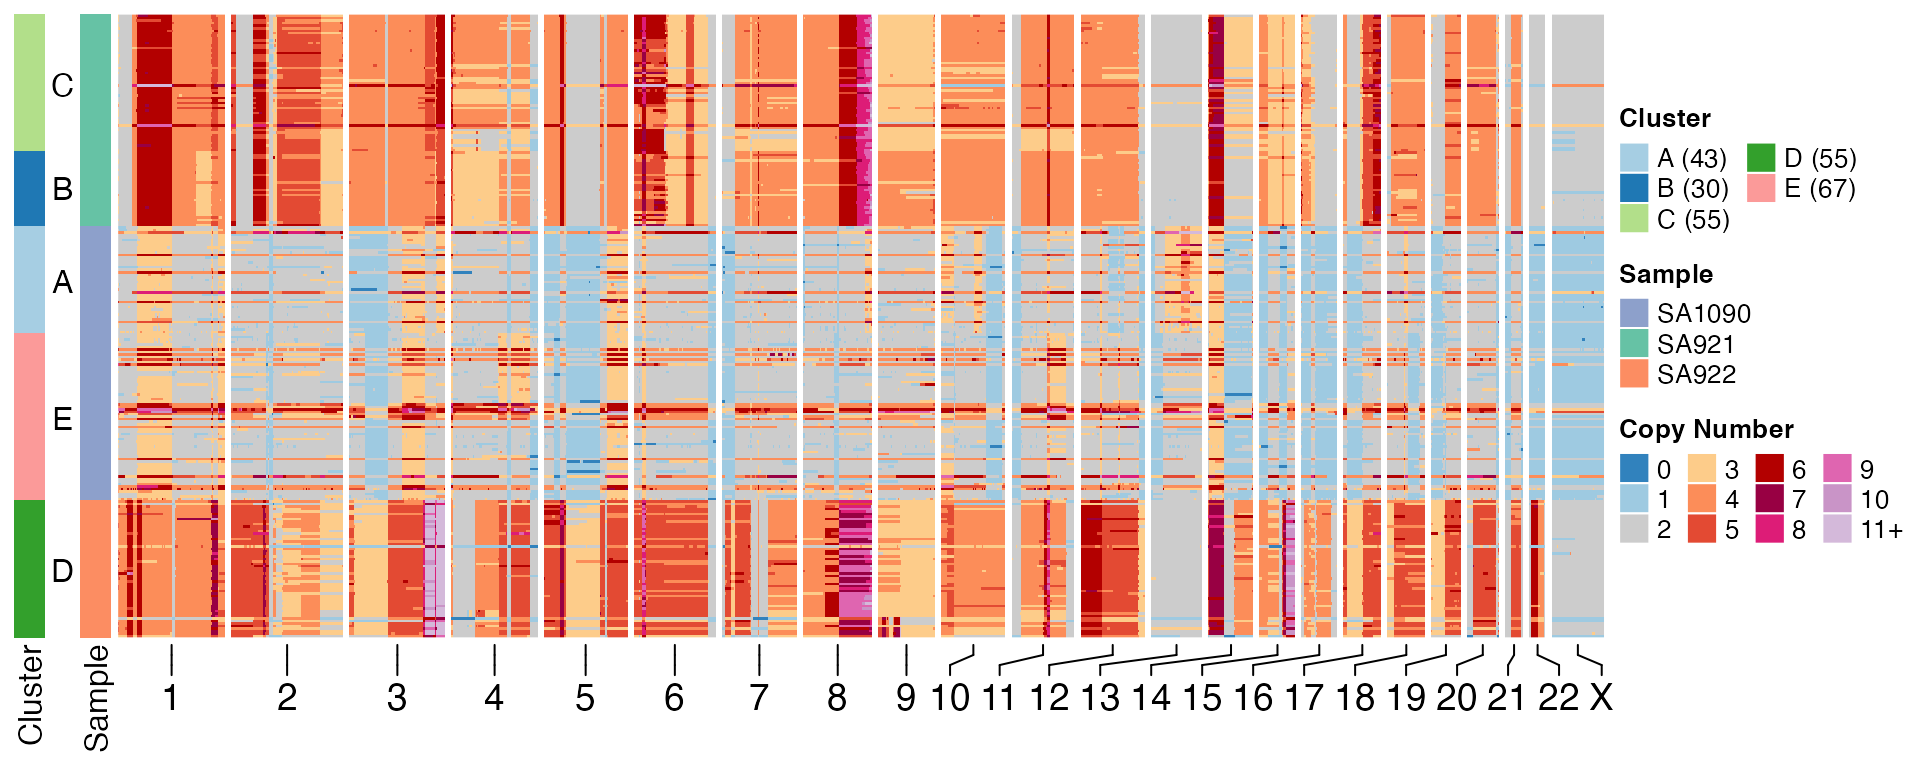 C
B
A
E
D
Cluster
Sample
1 2 3 4 5 6 7 8 9 10 11 12 13 14 15 16 17 18 19 20 21 22 X
Cluster
A (43) D (55)
B (30) E (67)
C (55)
Sample
SA1090
SA921
SA922
Copy Number
0 3 6 9
1 4 7 10
2 5 8 11+